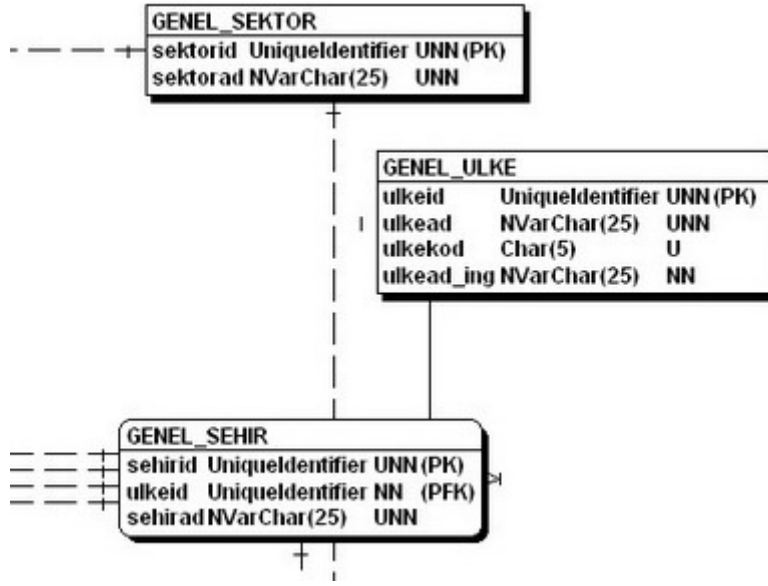 GENEL_SEKTOR
sektorid UniqueIdentifier UNN (PK)
sektorad NVarChar(25) UNN
GENEL_ULKE
ulkeid UniqueIdentifier UNN (PK)
ulkead NVarChar(25) UNN
ulkekod Char(5) U
ulkead_ing NVarChar(25) NN
GENEL_SEHIR
sehirid UniqueIdentifier UNN (PK)
ulkeid UniqueIdentifier NN (PFK)
sehirad NVarChar(25) UNN